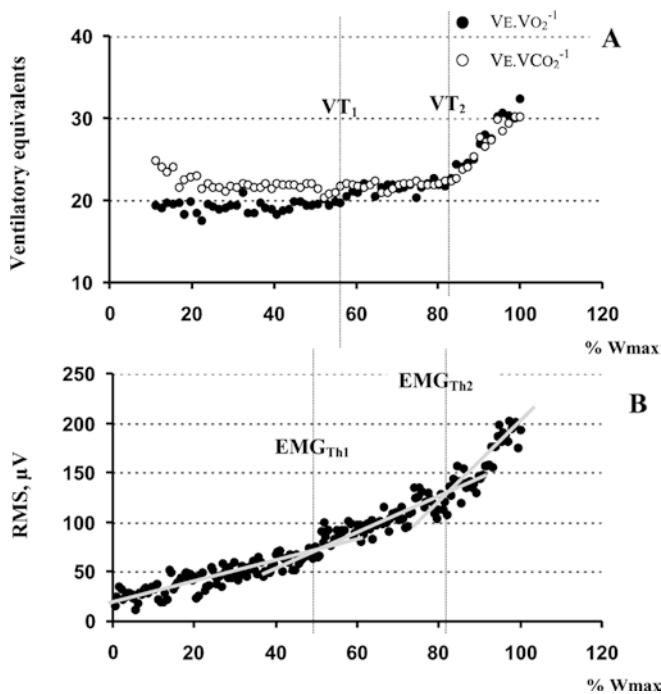 VE.VO₂⁻¹
VE.VCO₂⁻¹
A
Ventilatory equivalents
40
30
20
10
VT₁
VT₂
0 20 40 60 80 100 120
% Wmax
B
RMS, µV
250
200
150
100
50
0
EMG_Th1
EMG_Th2
0 20 40 60 80 100 120
% Wmax